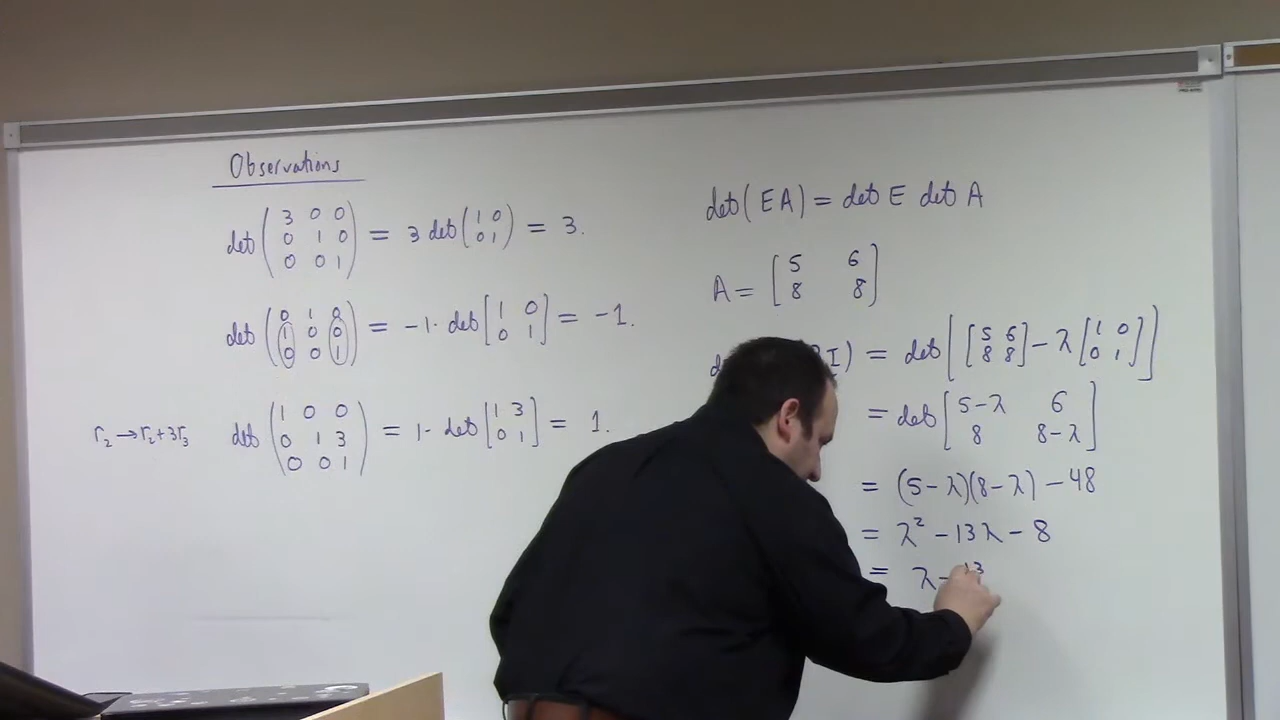 Observations
det ( 3 0 0
0 1 0
0 0 1 ) = 3 det ( 1 0
0 1 ) = 3.
det ( 0 1 0
1 0 0
0 0 1 ) = -1· det [ 1 0
0 1 ] = -1.
r₂ → r₂ + 3r₃ det ( 1 0 0
0 1 3
0 0 1 ) = 1· det [ 1 3
0 1 ] = 1.
det( EA ) = det E det A
A = [ 5 6
8 8 ]
I ) = det [ [ 5 6
8 8 ] - λ [ 1 0
0 1 ] ]
= det [ 5-λ 6
8 8-λ ]
= (5-λ)(8-λ) - 48
= λ² - 13λ - 8
= λ - 13